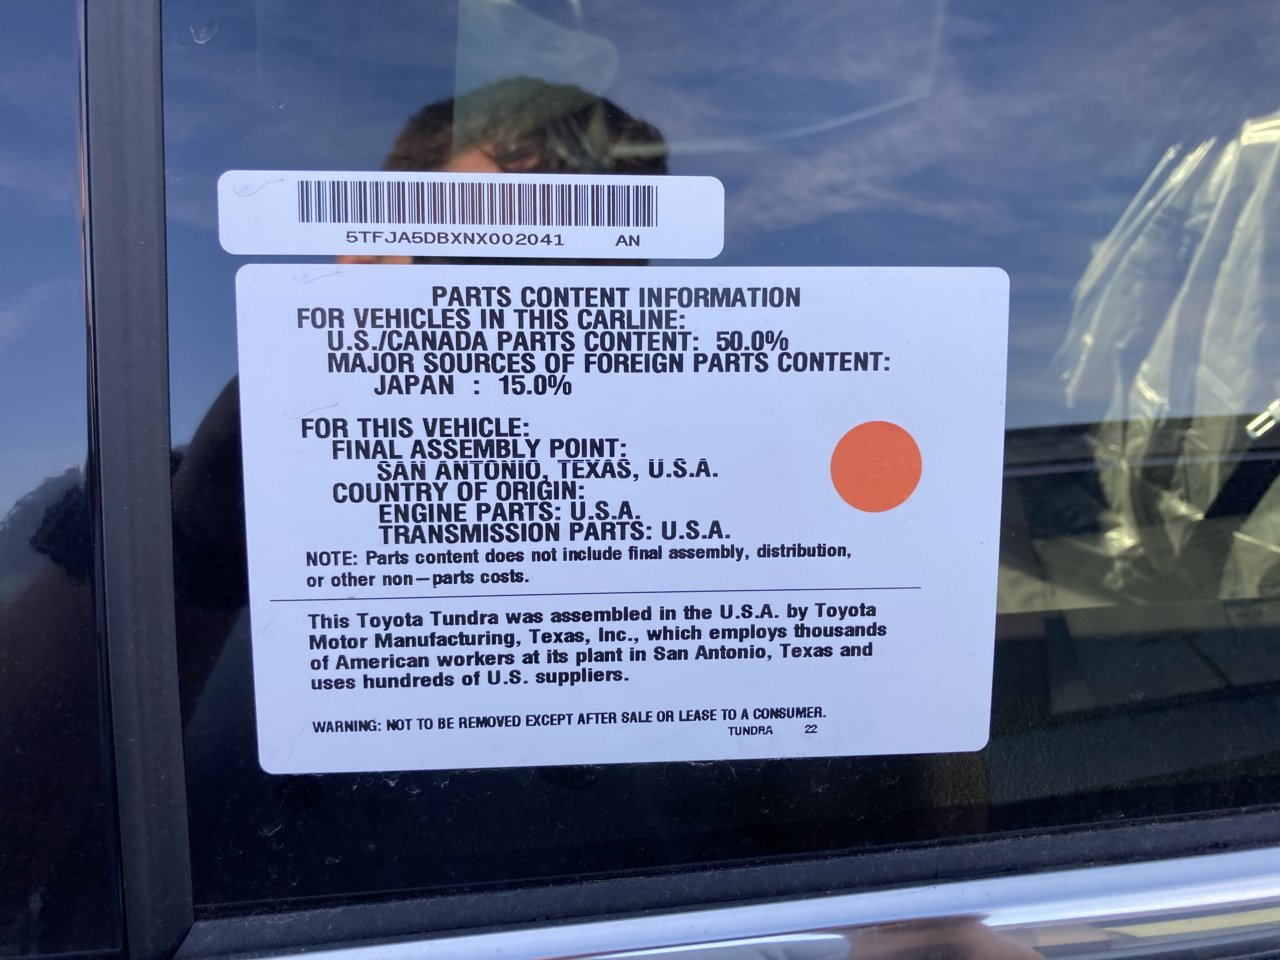 5TFJA5DBXNX002041 AN
PARTS CONTENT INFORMATION
FOR VEHICLES IN THIS CARLINE:
U.S./CANADA PARTS CONTENT: 50.0%
MAJOR SOURCES OF FOREIGN PARTS CONTENT:
JAPAN : 15.0%
FOR THIS VEHICLE:
FINAL ASSEMBLY POINT:
SAN ANTONIO, TEXAS, U.S.A.
COUNTRY OF ORIGIN:
ENGINE PARTS: U.S.A.
TRANSMISSION PARTS: U.S.A.
NOTE: Parts content does not include final assembly, distribution,
or other non-parts costs.
This Toyota Tundra was assembled in the U.S.A. by Toyota
Motor Manufacturing, Texas, Inc., which employs thousands
of American workers at its plant in San Antonio, Texas and
uses hundreds of U.S. suppliers.
WARNING: NOT TO BE REMOVED EXCEPT AFTER SALE OR LEASE TO A CONSUMER.
TUNDRA 22